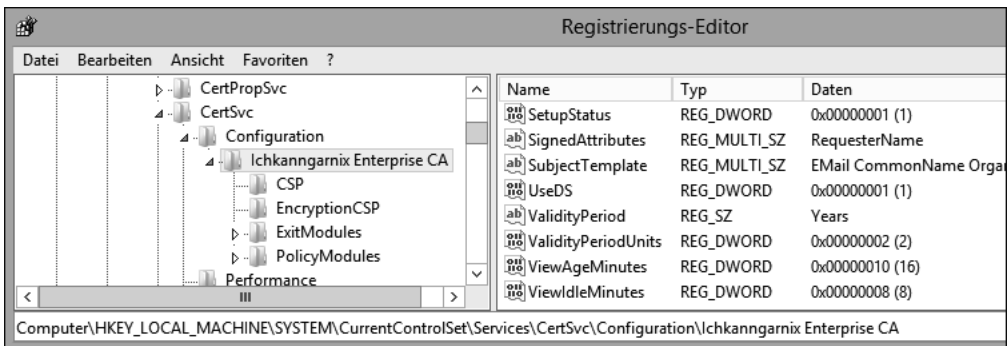 Registrierungs-Editor
Datei Bearbeiten Ansicht Favoriten ?
CertPropSvc
CertSvc
Configuration
Ichkanngarnix Enterprise CA
CSP
EncryptionCSP
ExitModules
PolicyModules
Performance
Name Typ Daten
SetupStatus REG_DWORD 0x00000001 (1)
SignedAttributes REG_MULTI_SZ RequesterName
SubjectTemplate REG_MULTI_SZ EMail CommonName Orga
UseDS REG_DWORD 0x00000001 (1)
ValidityPeriod REG_SZ Years
ValidityPeriodUnits REG_DWORD 0x00000002 (2)
ViewAgeMinutes REG_DWORD 0x00000010 (16)
ViewIdleMinutes REG_DWORD 0x00000008 (8)
Computer\HKEY_LOCAL_MACHINE\SYSTEM\CurrentControlSet\Services\CertSvc\Configuration\Ichkanngarnix Enterprise CA